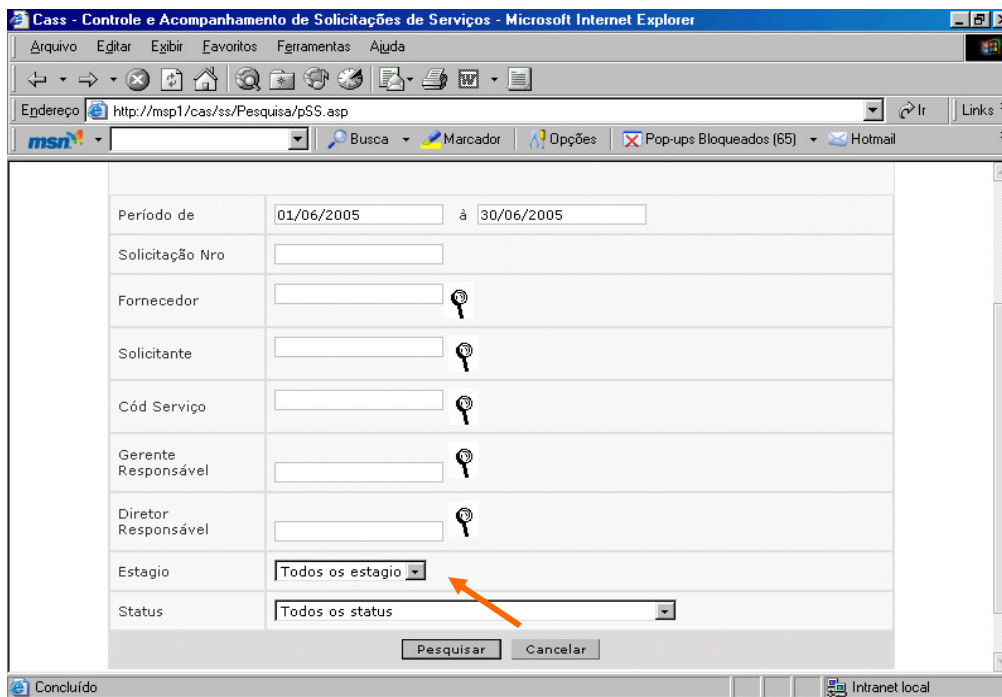 Cass - Controle e Acompanhamento de Solicitações de Serviços - Microsoft Internet Explorer
Arquivo Editar Exibir Favoritos Ferramentas Ajuda
Endereço http://msp1/cas/ss/Pesquisa/pSS.asp Ir Links
msn Busca Marcador Opções Pop-ups Bloqueados (65) Hotmail
Período de 01/06/2005 à 30/06/2005
Solicitação Nro
Fornecedor
Solicitante
Cód Serviço
Gerente
Responsável
Diretor
Responsável
Estagio Todos os estagio
Status Todos os status
Pesquisar Cancelar
Concluído Intranet local